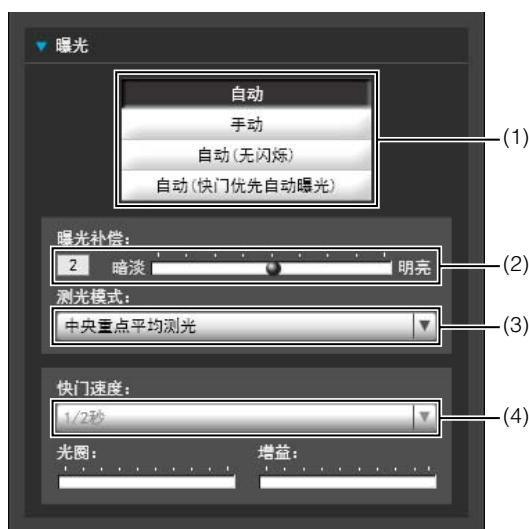 曝光
自动
手动
自动(无闪烁)
自动(快门优先自动曝光)
(1)
曝光补偿:
2 暗淡 明亮
(2)
测光模式:
中央重点平均测光
(3)
快门速度:
1/2秒
(4)
光圈: 增益: